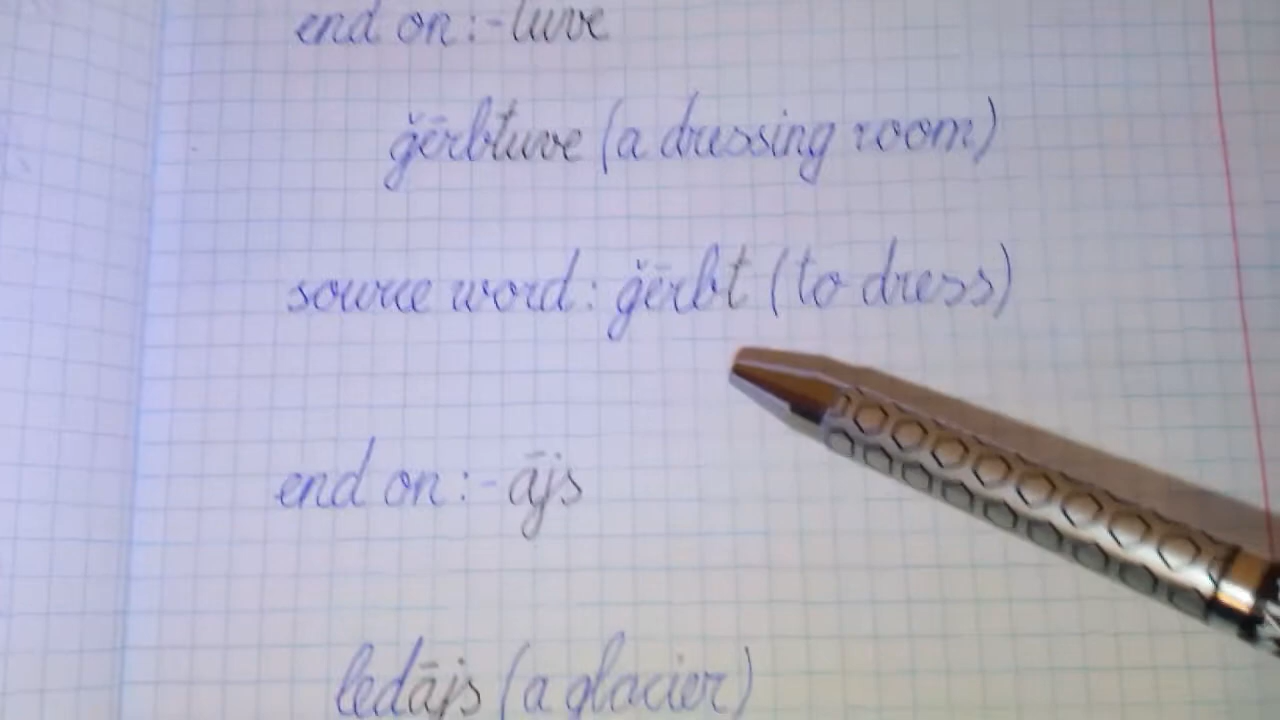 end on:-tuve
ģērbtuve (a dressing room)
source word: ģērbt (to dress)
end on:-ājs
ledājs (a glacier)